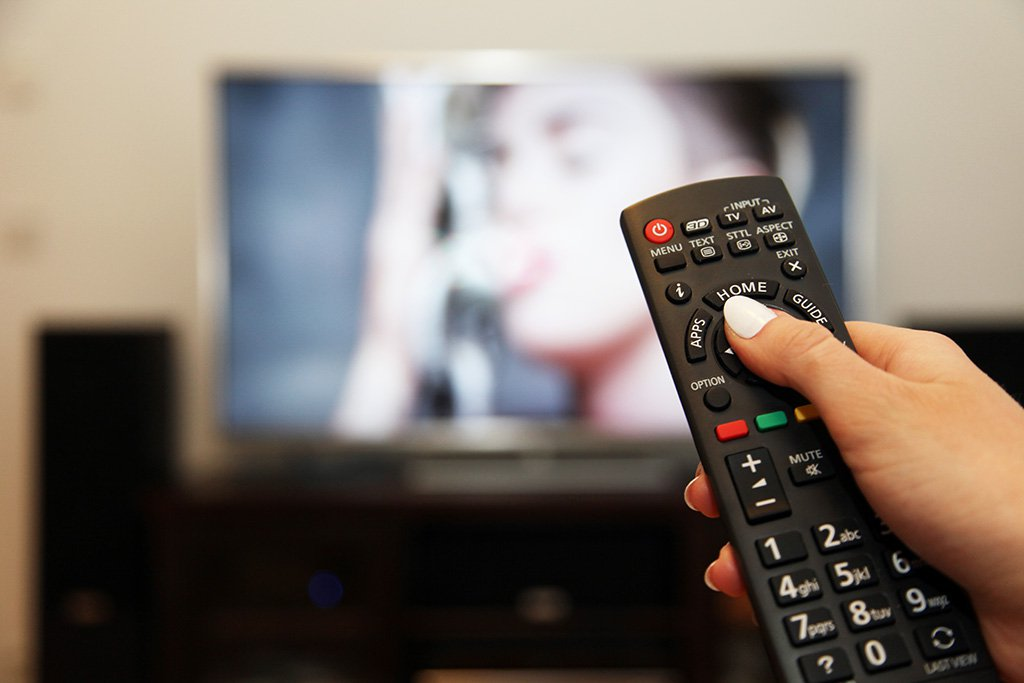 INPUT
3D TV AV
MENU TEXT STTL ASPECT
EXIT
i HOME
APPS GUIDE
OPTION
MUTE
+
−
1 2abc
4ghi 5jkl 6
7pqrs 8tuv 9wxyz
? 0 LAST VIEW